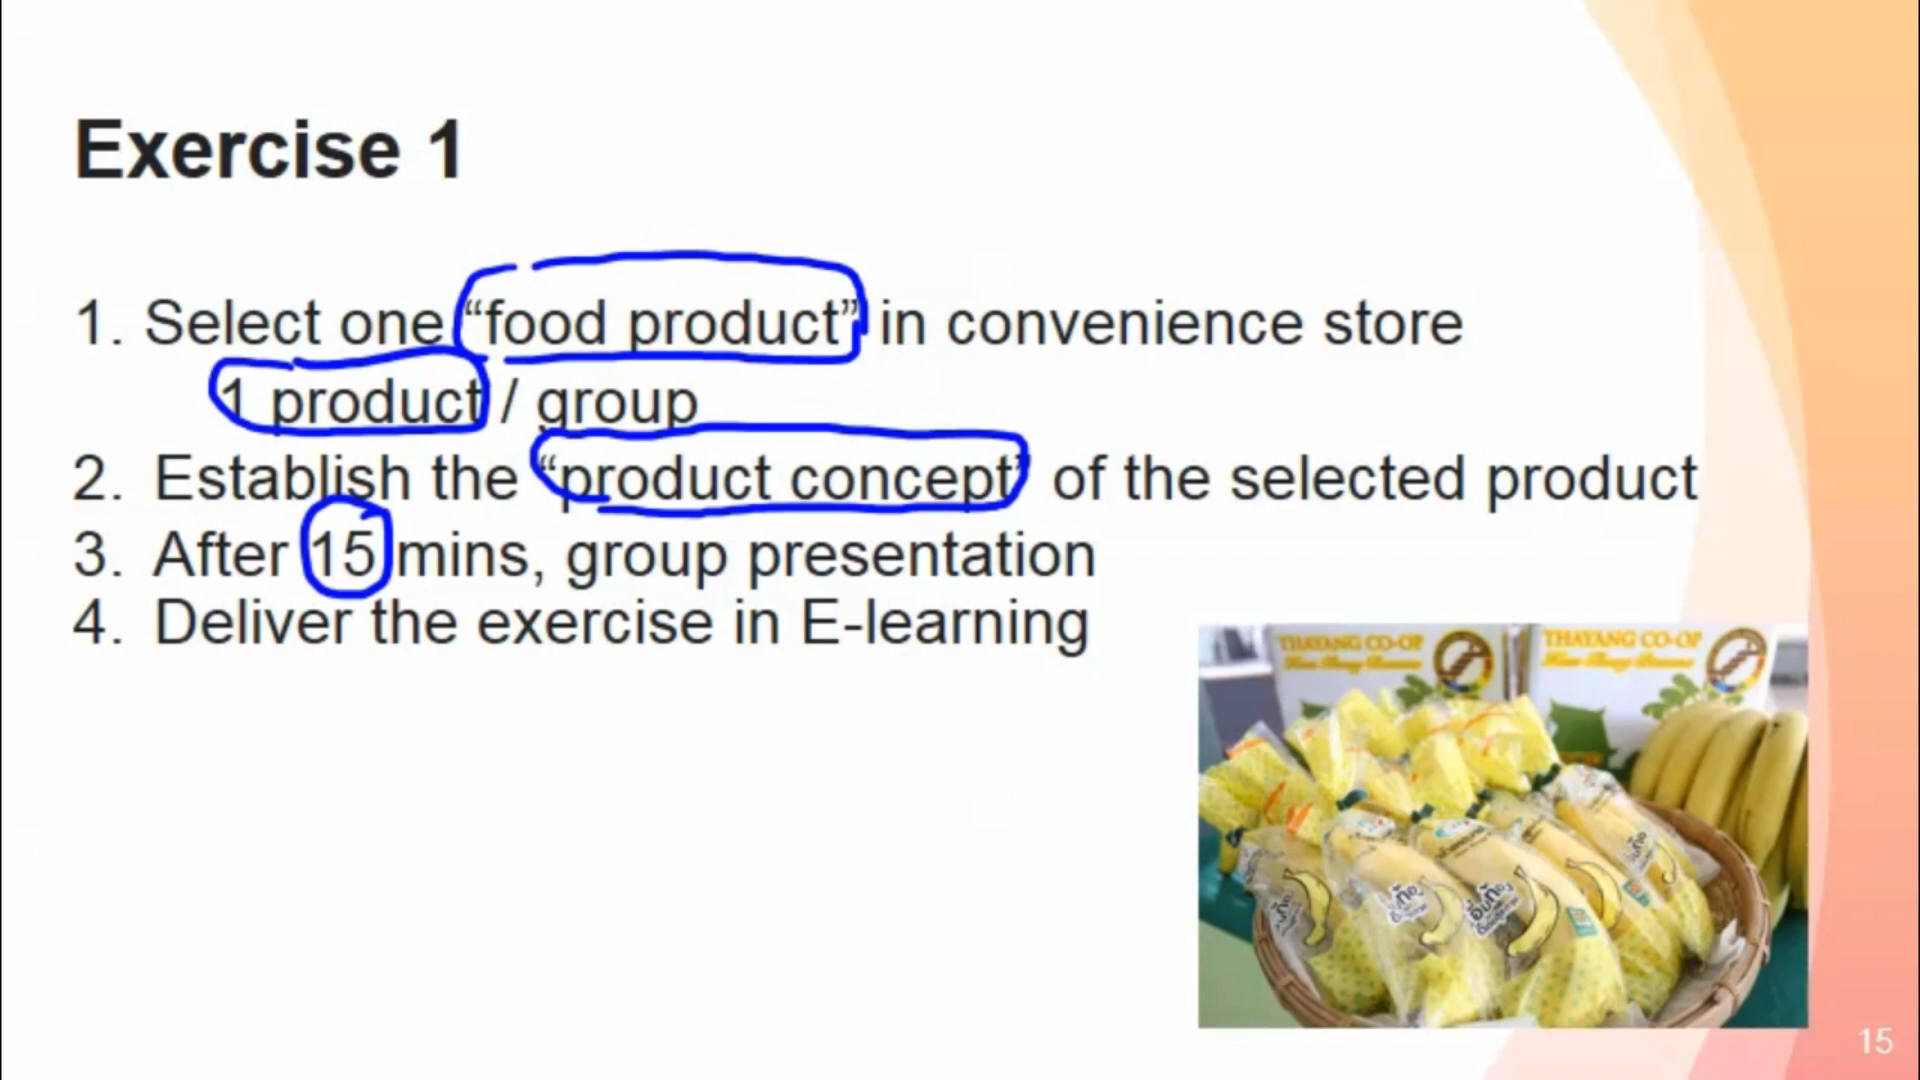 Exercise 1
1. Select one “food product” in convenience store
1 product / group
2. Establish the “product concept” of the selected product
3. After 15 mins, group presentation
4. Deliver the exercise in E-learning
THAYANG CO-OP
THAYANG CO-OP
15